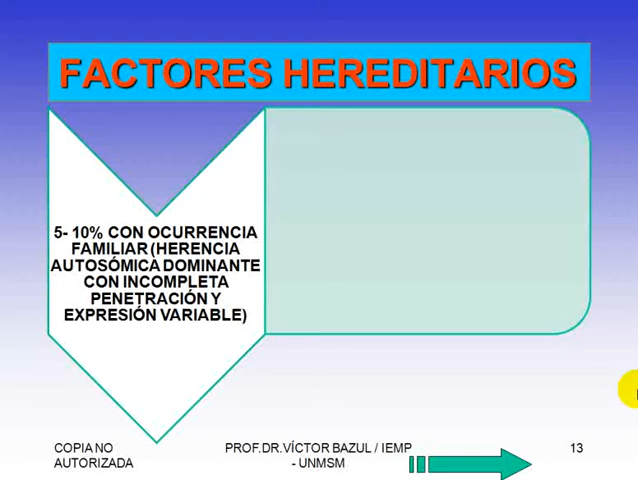 FACTORES HEREDITARIOS
5- 10% CON OCURRENCIA
FAMILIAR (HERENCIA
AUTOSÓMICA DOMINANTE
CON INCOMPLETA
PENETRACIÓN Y
EXPRESIÓN VARIABLE)
COPIA NO
AUTORIZADA
PROF.DR.VÍCTOR BAZUL / IEMP
- UNMSM
13